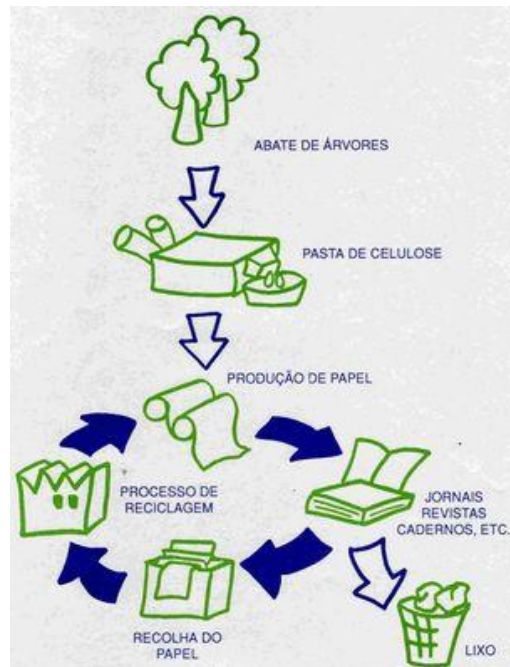 ABATE DE ÁRVORES
PASTA DE CELULOSE
PRODUÇÃO DE PAPEL
PROCESSO DE
RECICLAGEM
JORNAIS
REVISTAS
CADERNOS, ETC.
RECOLHA DO
PAPEL
LIXO